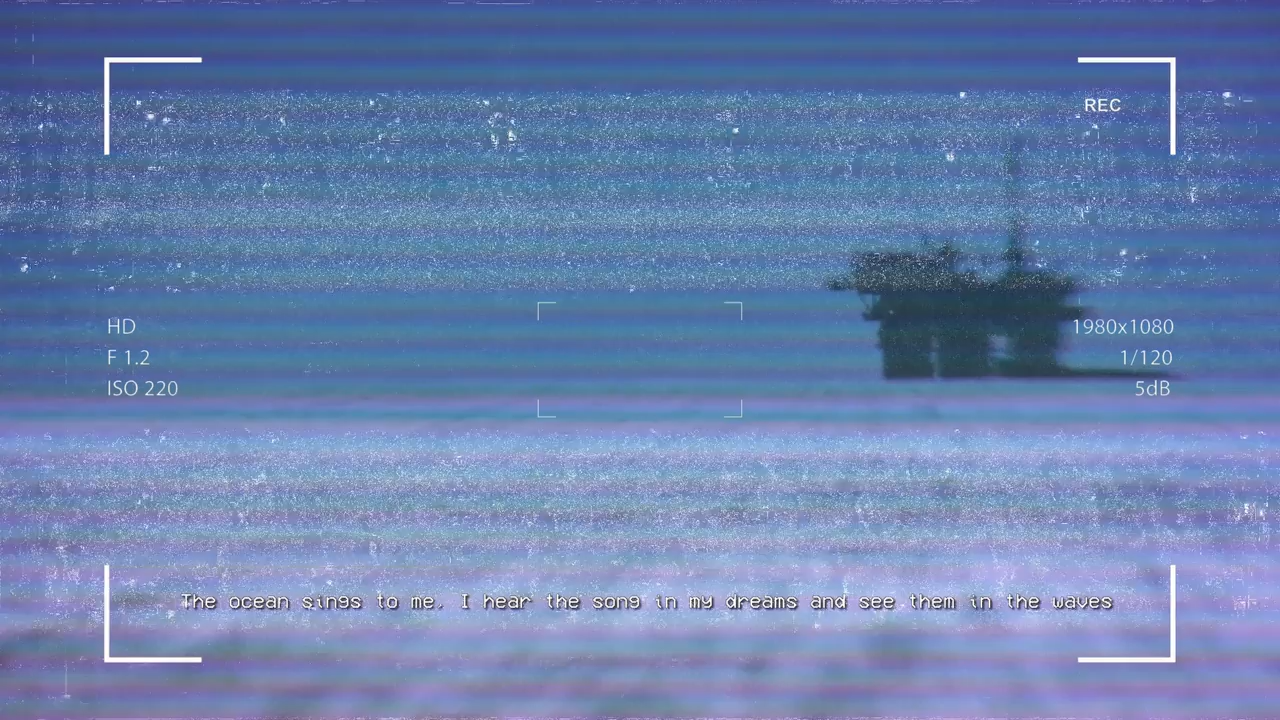 REC
HD
F 1.2
ISO 220
1980x1080
1/120
5dB
The ocean sings to me. I hear the song in my dreams and see them in the waves